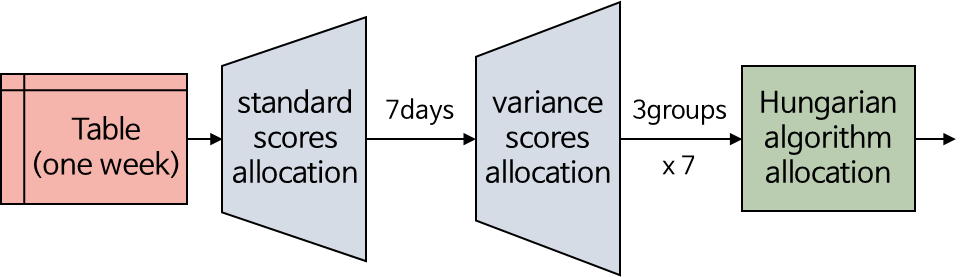 Table
(one week)
standard
scores
allocation
7days
variance
scores
allocation
3groups
x 7
Hungarian
algorithm
allocation